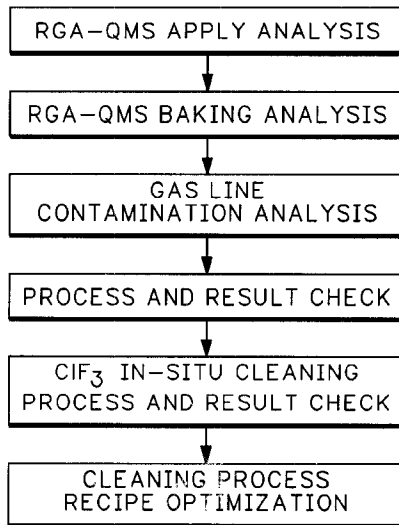 RGA-QMS APPLY ANALYSIS
RGA-QMS BAKING ANALYSIS
GAS LINE
CONTAMINATION ANALYSIS
PROCESS AND RESULT CHECK
ClF3 IN-SITU CLEANING
PROCESS AND RESULT CHECK
CLEANING PROCESS
RECIPE OPTIMIZATION